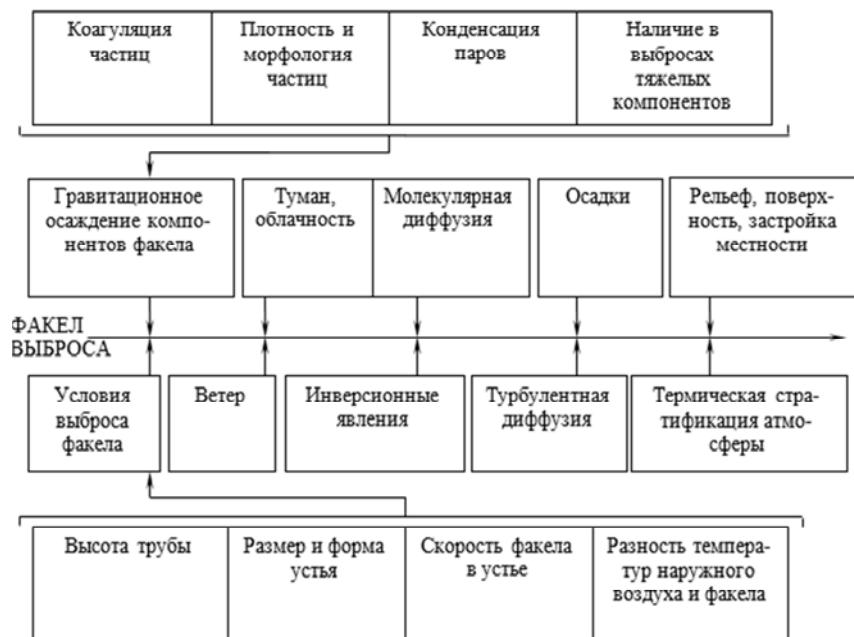 Коагуляция
частиц
Плотность и
морфология
частиц
Конденсация
паров
Наличие в
выбросах
тяжелых
компонентов
Гравитационное
осаждение компо-
нентов факела
Туман,
облачность
Молекулярная
диффузия
Осадки
Рельеф, поверх-
ность, застройка
местности
ФАКЕЛ
ВЫБРОСА
Условия
выброса
факела
Ветер
Инверсионные
явления
Турбулентная
диффузия
Термическая стра-
тификация атмо-
сферы
Высота трубы
Размер и форма
устья
Скорость факела
в устье
Разность темпера-
тур наружного
воздуха и факела